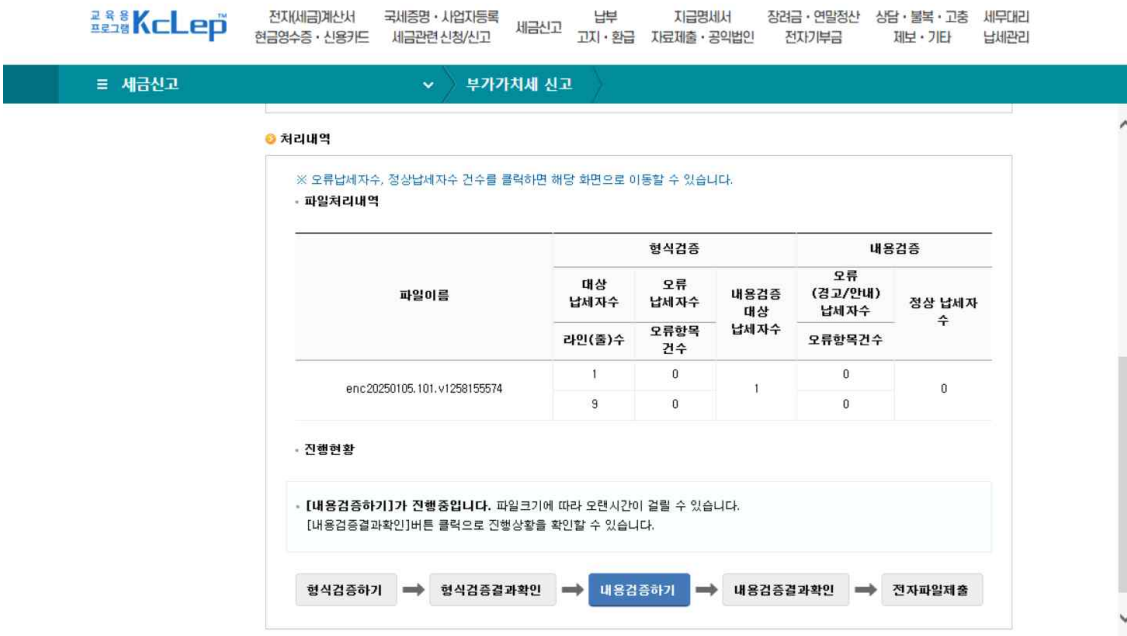 교육용
프로그램 KcLep™
전자(세금)계산서
현금영수증·신용카드
국세증명·사업자등록
세금관련 신청/신고
세금신고
납부
고지·환급
지급명세서
자료제출·공익법인
장려금·연말정산
전자기부금
상담·불복·고충
제보·기타
세무대리
납세관리
☰ 세금신고
부가가치세 신고
처리내역
※ 오류납세자수, 정상납세자수 건수를 클릭하면 해당 화면으로 이동할 수 있습니다.
• 파일처리내역
파일이름
형식검증
내용검증
대상
납세자수
오류
납세자수
내용검증
대상
납세자수
오류
(경고/안내)
납세자수
정상 납세자
수
라인(줄)수
오류항목
건수
오류항목건수
enc20250105.101.v1258155574
1 0 1 0 0
9 0 0
• 진행현황
• [내용검증하기]가 진행중입니다. 파일크기에 따라 오랜시간이 걸릴 수 있습니다.
[내용검증결과확인]버튼 클릭으로 진행상황을 확인할 수 있습니다.
형식검증하기 ➡ 형식검증결과확인 ➡ 내용검증하기 ➡ 내용검증결과확인 ➡ 전자파일제출